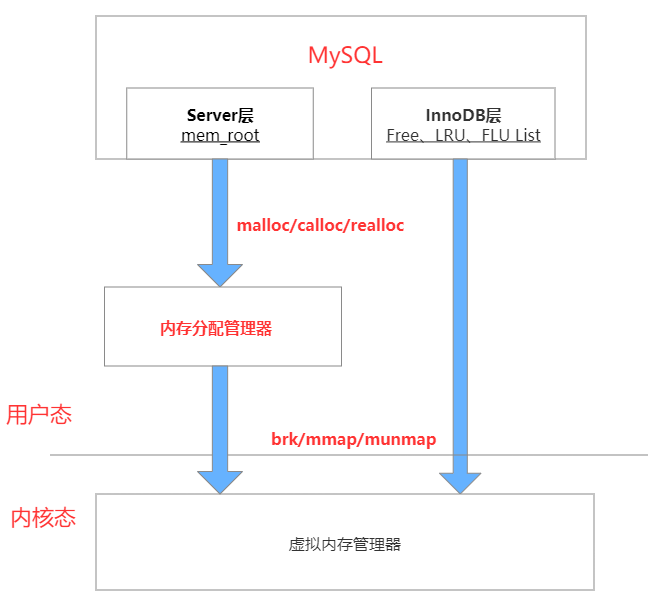 MySQL
Server层
mem_root
InnoDB层
Free、LRU、FLU List
malloc/calloc/realloc
内存分配管理器
用户态
brk/mmap/munmap
内核态
虚拟内存管理器